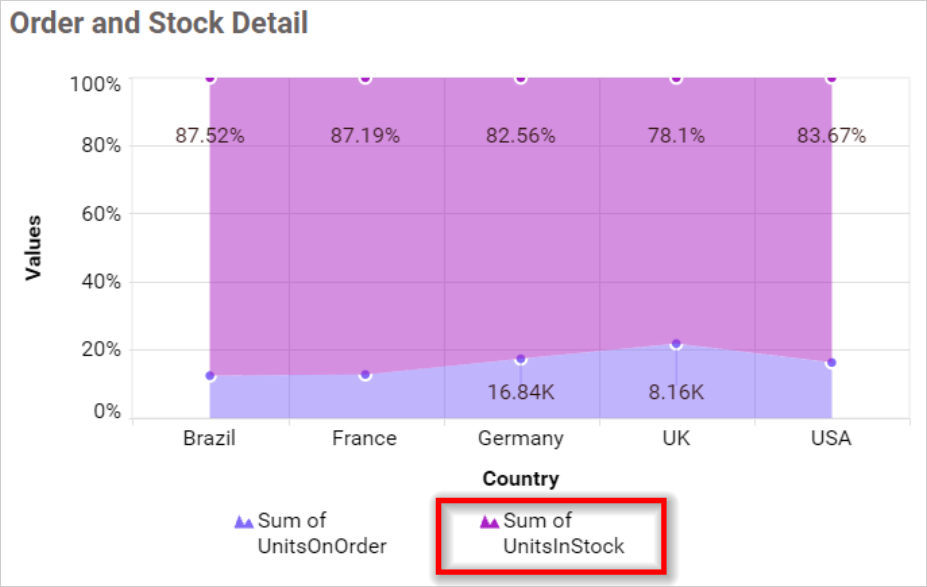 Order and Stock Detail
100%
87.52% 87.19% 82.56% 78.1% 83.67%
80%
60%
Values
40%
20%
16.84K 8.16K
0%
Brazil France Germany UK USA
Country
Sum of
UnitsOnOrder
Sum of
UnitsInStock